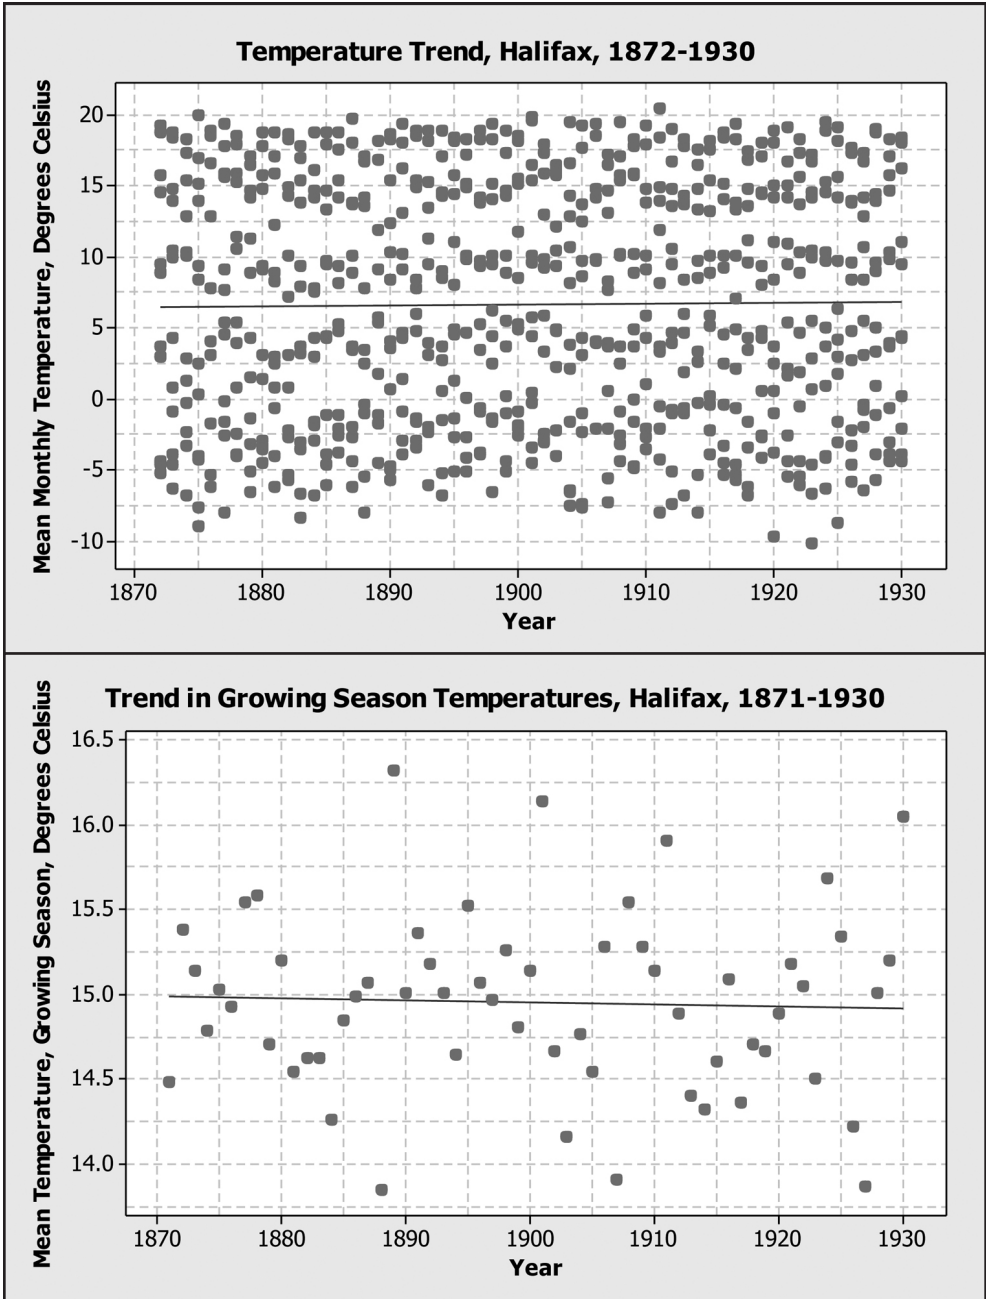 Temperature Trend, Halifax, 1872-1930
Mean Monthly Temperature, Degrees Celsius
20
15
10
5
0
-5
-10
1870 1880 1890 1900 1910 1920 1930
Year
Trend in Growing Season Temperatures, Halifax, 1871-1930
Mean Temperature, Growing Season, Degrees Celsius
16.5
16.0
15.5
15.0
14.5
14.0
1870 1880 1890 1900 1910 1920 1930
Year